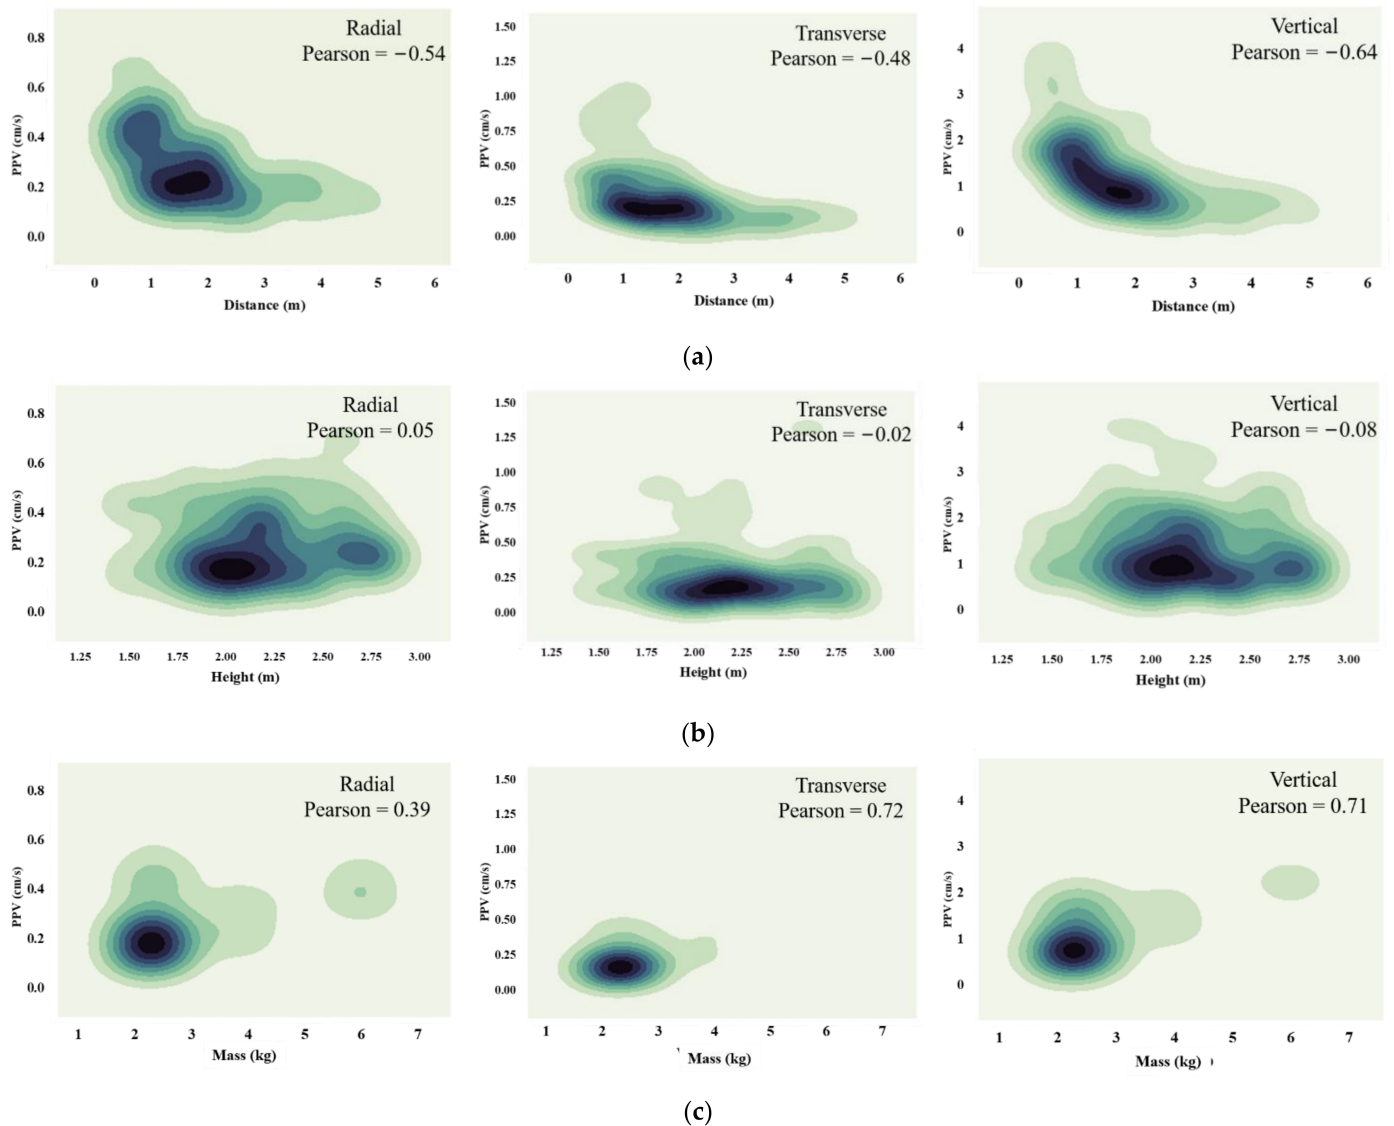 Radial
Pearson = −0.54
PPV (cm/s)
0.8
0.6
0.4
0.2
0.0
0 1 2 3 4 5 6
Distance (m)
Transverse
Pearson = −0.48
PPV (cm/s)
1.50
1.25
1.00
0.75
0.50
0.25
0.00
0 1 2 3 4 5 6
Distance (m)
Vertical
Pearson = −0.64
PPV (cm/s)
4
3
2
1
0
0 1 2 3 4 5 6
Distance (m)
(a)
Radial
Pearson = 0.05
PPV (cm/s)
0.8
0.6
0.4
0.2
0.0
1.25 1.50 1.75 2.00 2.25 2.50 2.75 3.00
Height (m)
Transverse
Pearson = −0.02
PPV (cm/s)
1.50
1.25
1.00
0.75
0.50
0.25
0.00
1.25 1.50 1.75 2.00 2.25 2.50 2.75 3.00
Height (m)
Vertical
Pearson = −0.08
PPV (cm/s)
4
3
2
1
0
1.25 1.50 1.75 2.00 2.25 2.50 2.75 3.00
Height (m)
(b)
Radial
Pearson = 0.39
PPV (cm/s)
0.8
0.6
0.4
0.2
0.0
1 2 3 4 5 6 7
Mass (kg)
Transverse
Pearson = 0.72
PPV (cm/s)
1.50
1.25
1.00
0.75
0.50
0.25
0.00
1 2 3 4 5 6 7
Mass (kg)
Vertical
Pearson = 0.71
PPV (cm/s)
4
3
2
1
0
1 2 3 4 5 6 7
Mass (kg) )
(c)